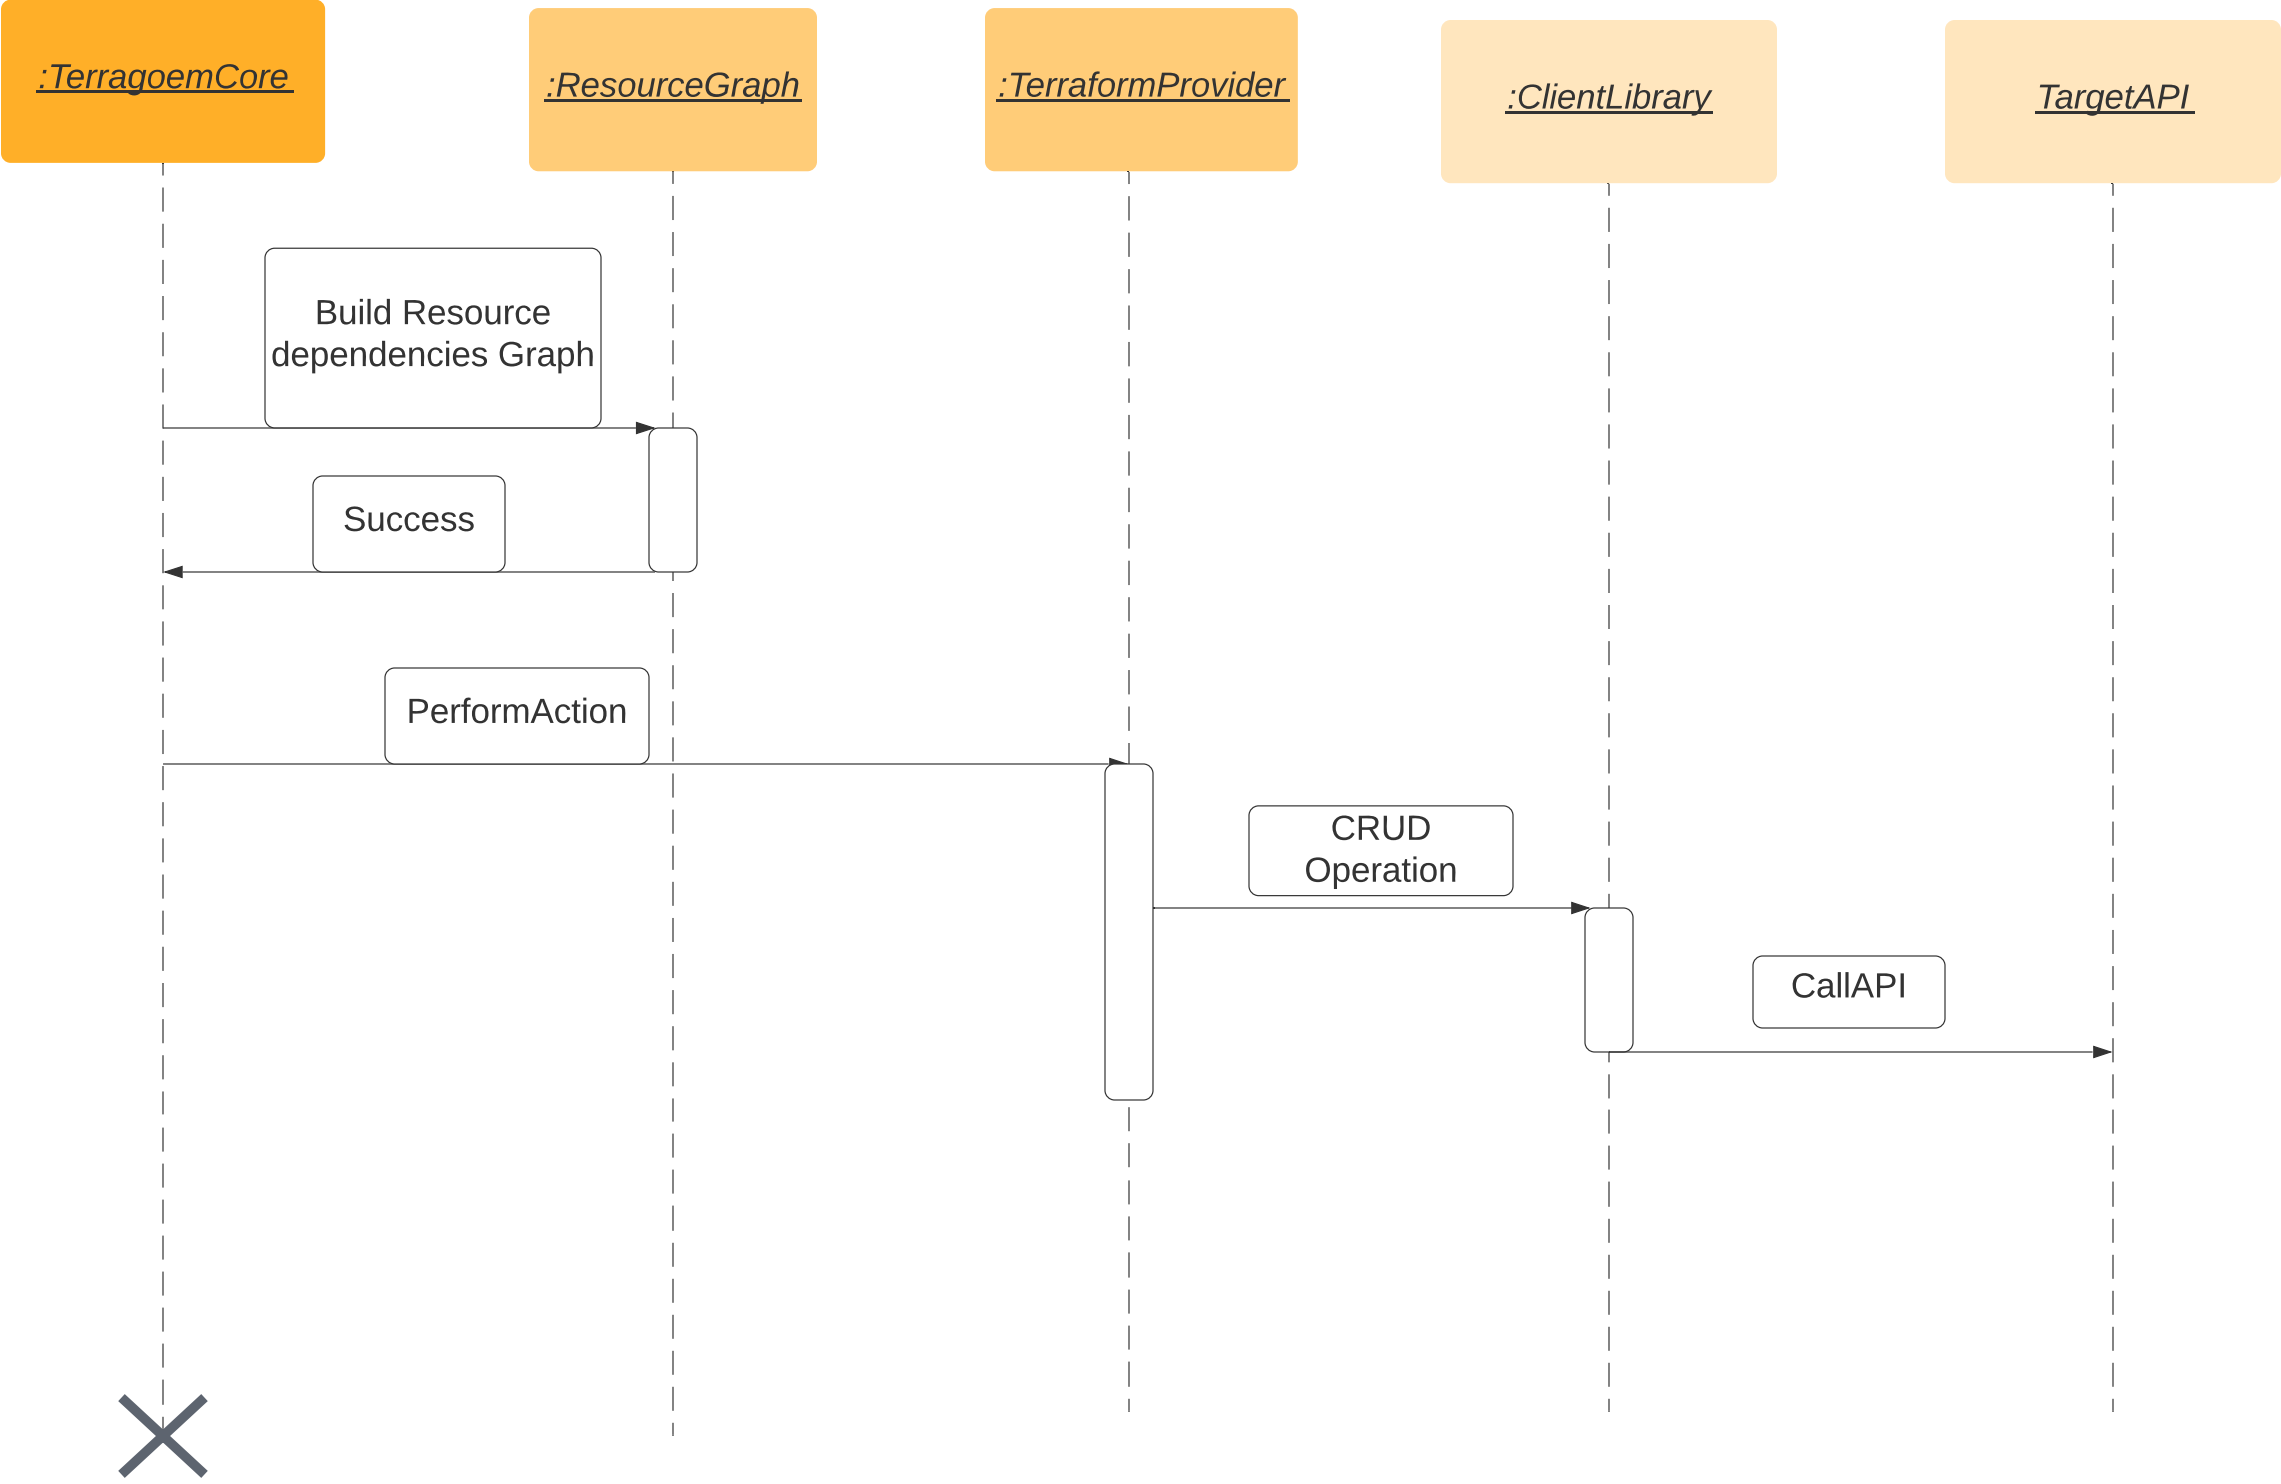 :TerragoemCore
:ResourceGraph
:TerraformProvider
:ClientLibrary
TargetAPI
Build Resource
dependencies Graph
Success
PerformAction
CRUD
Operation
CallAPI